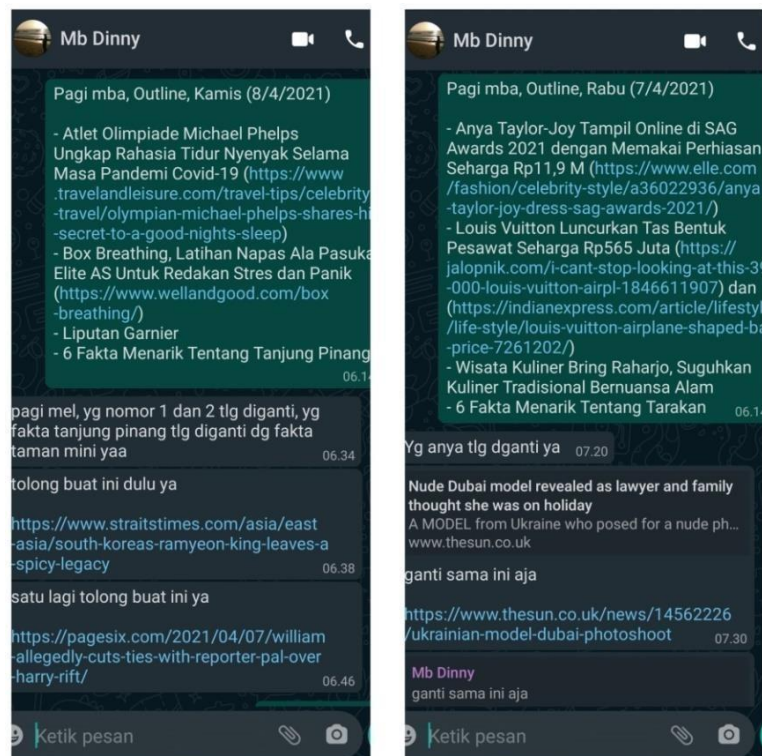 Mb Dinny
Pagi mba, Outline, Kamis (8/4/2021)
- Atlet Olimpiade Michael Phelps
Ungkap Rahasia Tidur Nyenyak Selama
Masa Pandemi Covid-19 (https://www
.travelandleisure.com/travel-tips/celebrity
-travel/olympian-michael-phelps-shares-hi
-secret-to-a-good-nights-sleep)
- Box Breathing, Latihan Napas Ala Pasuka
Elite AS Untuk Redakan Stres dan Panik
(https://www.wellandgood.com/box
-breathing/)
- Liputan Garnier
- 6 Fakta Menarik Tentang Tanjung Pinang
06.14
pagi mel, yg nomor 1 dan 2 tlg diganti, yg
fakta tanjung pinang tlg diganti dg fakta
taman mini yaa 06.34
tolong buat ini dulu ya
https://www.straitstimes.com/asia/east
-asia/south-koreas-ramyeon-king-leaves-a
-spicy-legacy 06.38
satu lagi tolong buat ini ya
https://pagesix.com/2021/04/07/william
-allegedly-cuts-ties-with-reporter-pal-over
-harry-rift/ 06.46
Ketik pesan
Mb Dinny
Pagi mba, Outline, Rabu (7/4/2021)
- Anya Taylor-Joy Tampil Online di SAG
Awards 2021 dengan Memakai Perhiasan
Seharga Rp11,9 M (https://www.elle.com
/fashion/celebrity-style/a36022936/anya
-taylor-joy-dress-sag-awards-2021/)
- Louis Vuitton Luncurkan Tas Bentuk
Pesawat Seharga Rp565 Juta (https://
jalopnik.com/i-cant-stop-looking-at-this-39
-000-louis-vuitton-airpl-1846611907) dan
(https://indianexpress.com/article/lifestyl
/life-style/louis-vuitton-airplane-shaped-ba
-price-7261202/)
- Wisata Kuliner Bring Raharjo, Suguhkan
Kuliner Tradisional Bernuansa Alam
- 6 Fakta Menarik Tentang Tarakan 06.14
Yg anya tlg dganti ya 07.20
Nude Dubai model revealed as lawyer and family
thought she was on holiday
A MODEL from Ukraine who posed for a nude ph...
www.thesun.co.uk
ganti sama ini aja
https://www.thesun.co.uk/news/14562226
/ukrainian-model-dubai-photoshoot 07.30
Mb Dinny
ganti sama ini aja
Ketik pesan